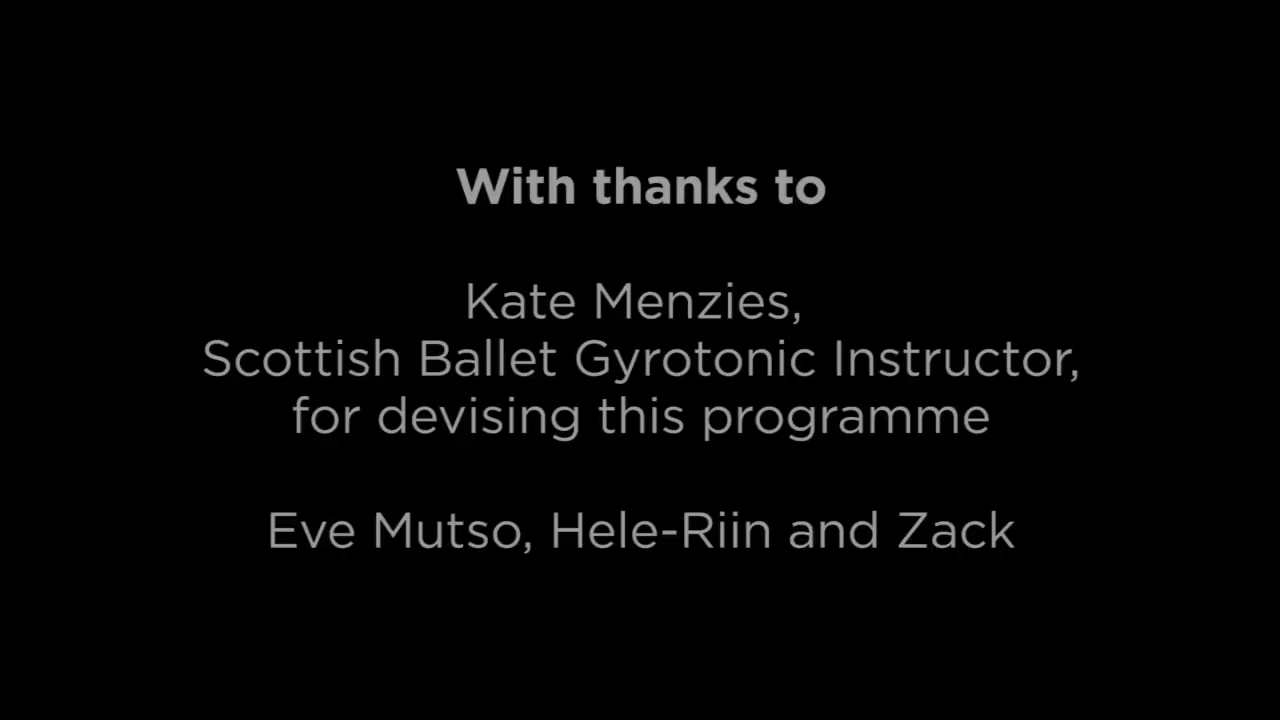 With thanks to
Kate Menzies,
Scottish Ballet Gyrotonic Instructor,
for devising this programme
Eve Mutso, Hele-Riin and Zack